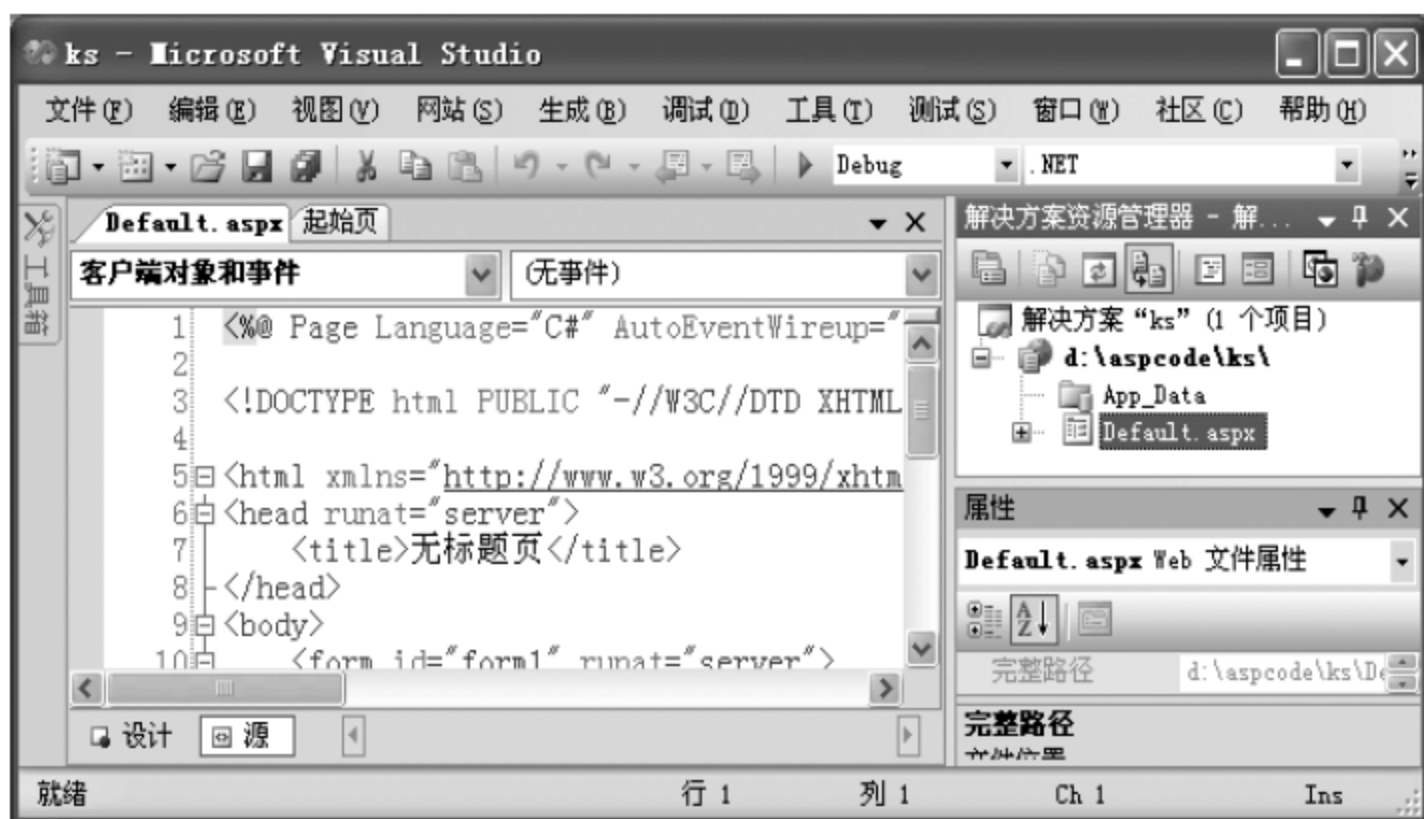 ks - Microsoft Visual Studio
文件(F) 编辑(E) 视图(V) 网站(S) 生成(B) 调试(D) 工具(T) 测试(S) 窗口(W) 社区(C) 帮助(H)
Debug .NET
工具箱
Default.aspx 起始页
客户端对象和事件 (无事件)
1 <%@ Page Language="C#" AutoEventWireup="
2
3 <!DOCTYPE html PUBLIC "-//W3C//DTD XHTML
4
5 <html xmlns="http://www.w3.org/1999/xhtm
6 <head runat="server">
7 <title>无标题页</title>
8 </head>
9 <body>
10 <form id="form1" runat="server">
设计 源
解决方案资源管理器 - 解...
解决方案 “ks” (1 个项目)
d:\aspcode\ks\
App_Data
Default.aspx
属性
Default.aspx Web 文件属性
完整路径 d:\aspcode\ks\De
完整路径
文件位置
就绪 行 1 列 1 Ch 1 Ins